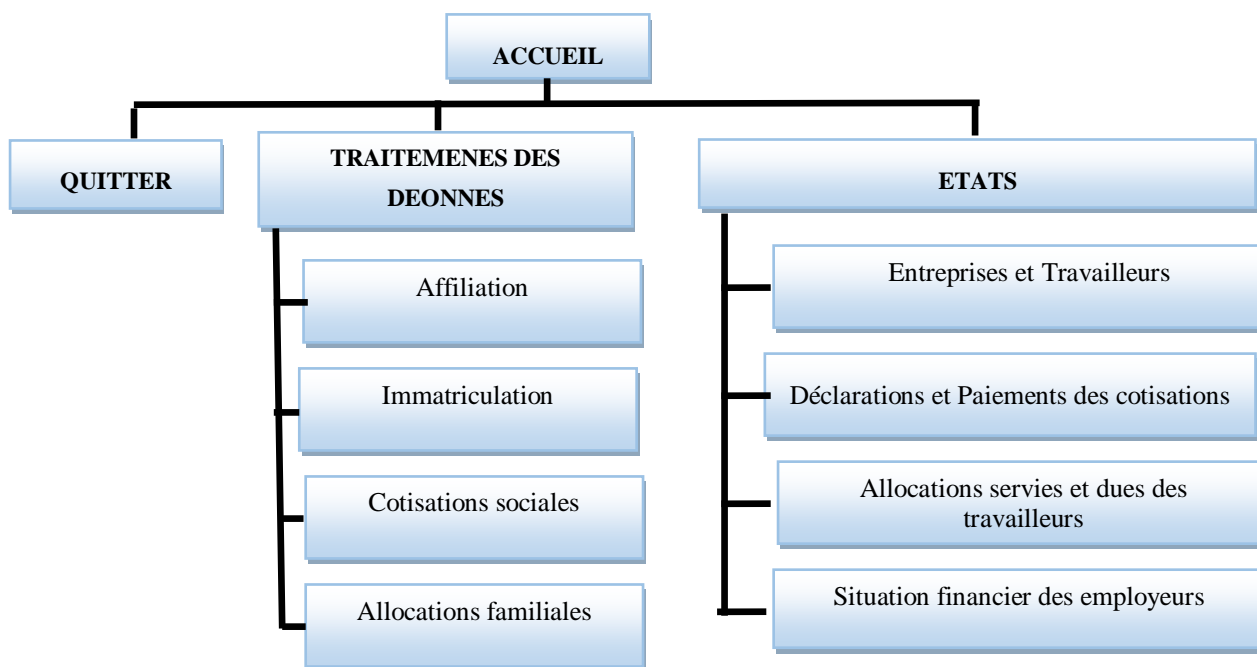 ACCUEIL
QUITTER
TRAITEMENES DES
DEONNES
ETATS
Affiliation
Immatriculation
Cotisations sociales
Allocations familiales
Entreprises et Travailleurs
Déclarations et Paiements des cotisations
Allocations servies et dues des
travailleurs
Situation financier des employeurs